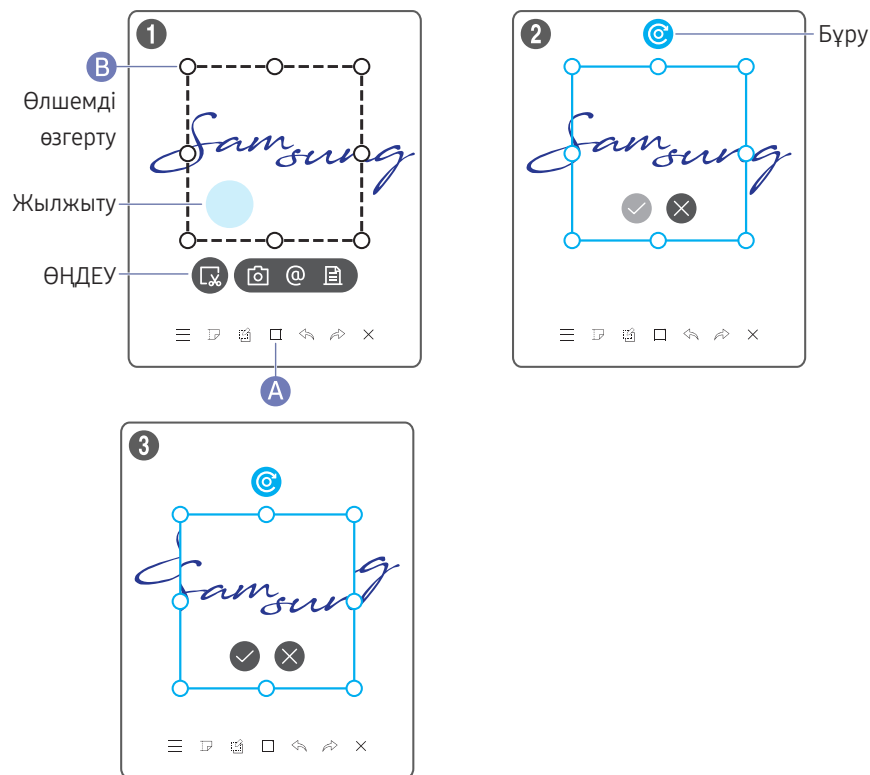 1
B
Өлшемді
өзгерту
Samsung
Жылжыту
ӨҢДЕУ
@
A
2
Бұру
Samsung
3
Samsung